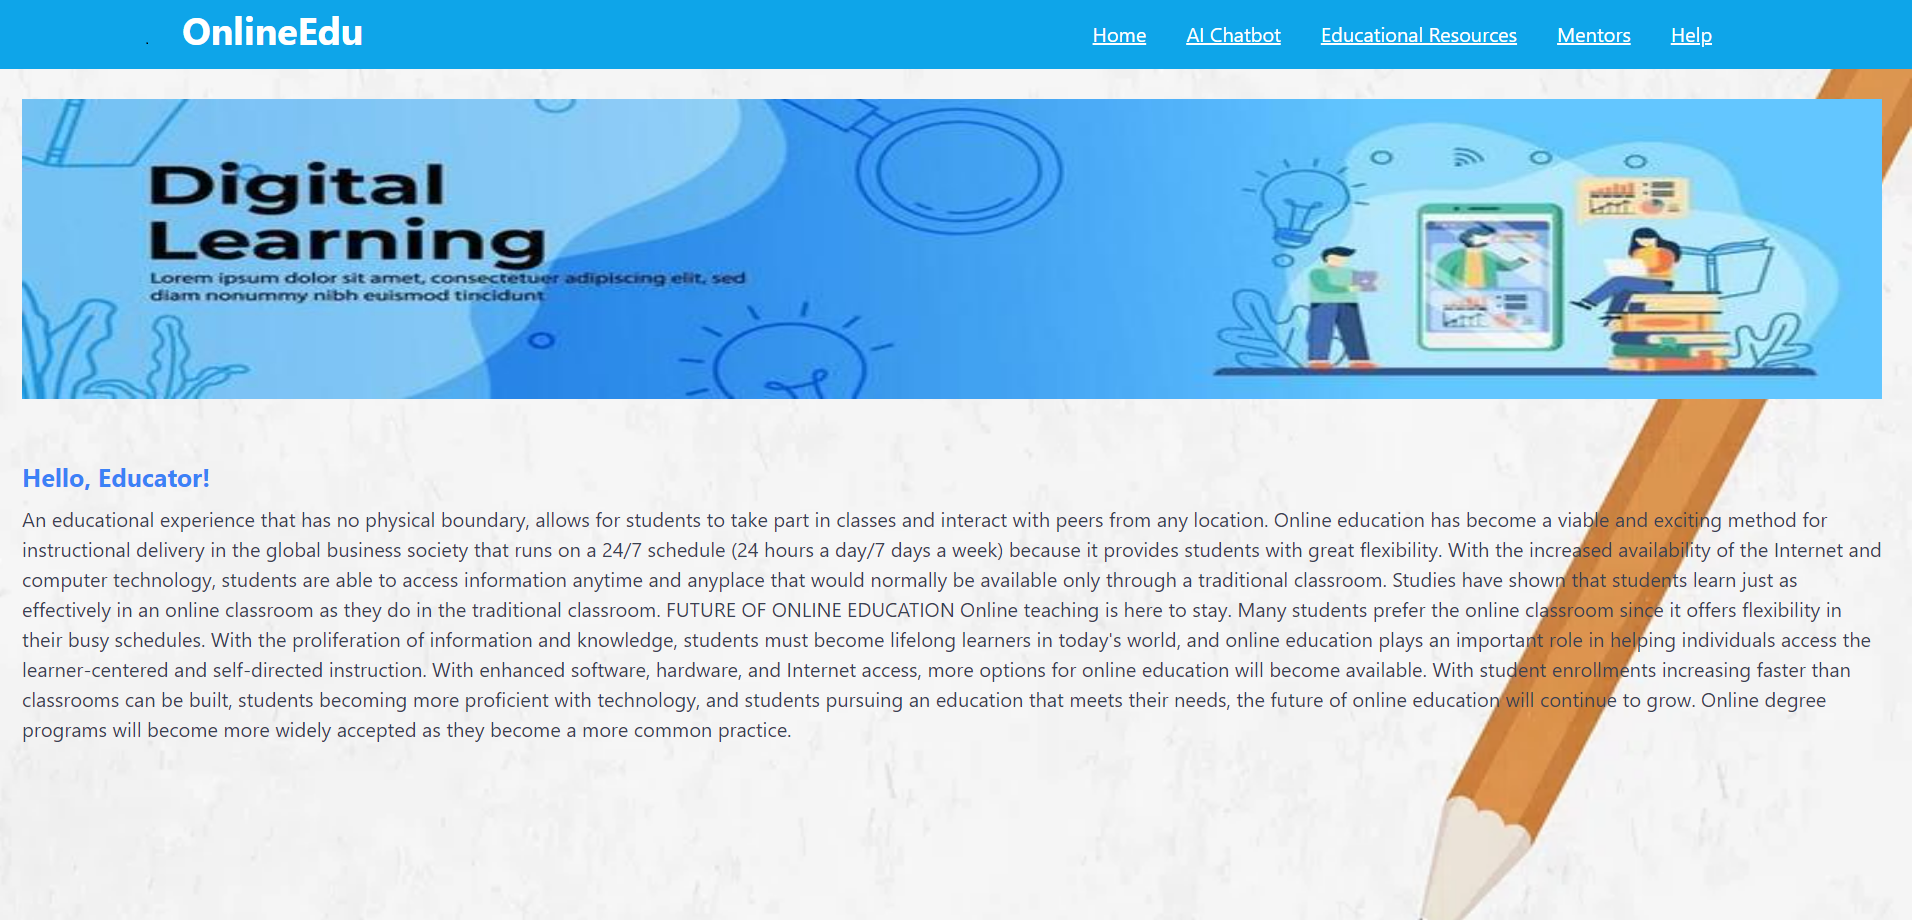 OnlineEdu
Home AI Chatbot Educational Resources Mentors Help
Digital
Learning
Lorem ipsum dolor sit amet, consectetuer adipiscing elit, sed
diam nonummy nibh euismod tincidunt
Hello, Educator!
An educational experience that has no physical boundary, allows for students to take part in classes and interact with peers from any location. Online education has become a viable and exciting method for
instructional delivery in the global business society that runs on a 24/7 schedule (24 hours a day/7 days a week) because it provides students with great flexibility. With the increased availability of the Internet and
computer technology, students are able to access information anytime and anyplace that would normally be available only through a traditional classroom. Studies have shown that students learn just as
effectively in an online classroom as they do in the traditional classroom. FUTURE OF ONLINE EDUCATION Online teaching is here to stay. Many students prefer the online classroom since it offers flexibility in
their busy schedules. With the proliferation of information and knowledge, students must become lifelong learners in today's world, and online education plays an important role in helping individuals access the
learner-centered and self-directed instruction. With enhanced software, hardware, and Internet access, more options for online education will become available. With student enrollments increasing faster than
classrooms can be built, students becoming more proficient with technology, and students pursuing an education that meets their needs, the future of online education will continue to grow. Online degree
programs will become more widely accepted as they become a more common practice.